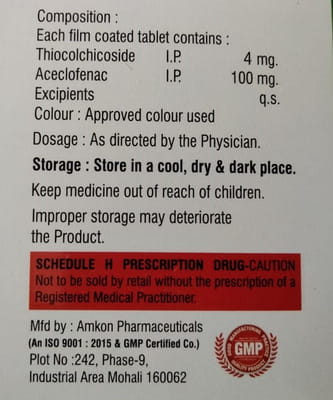 Composition :
Each film coated tablet contains :
Thiocolchicoside I.P. 4 mg.
Aceclofenac I.P. 100 mg.
Excipients q.s.
Colour : Approved colour used
Dosage : As directed by the Physician.
Storage : Store in a cool, dry & dark place.
Keep medicine out of reach of children.
Improper storage may deteriorate
the Product.
SCHEDULE H PRESCRIPTION DRUG-CAUTION
Not to be sold by retail without the prescription of a
Registered Medical Practitioner.
Mfd by : Amkon Pharmaceuticals
(An ISO 9001 : 2015 & GMP Certified Co.)
Plot No :242, Phase-9,
Industrial Area Mohali 160062
GMP